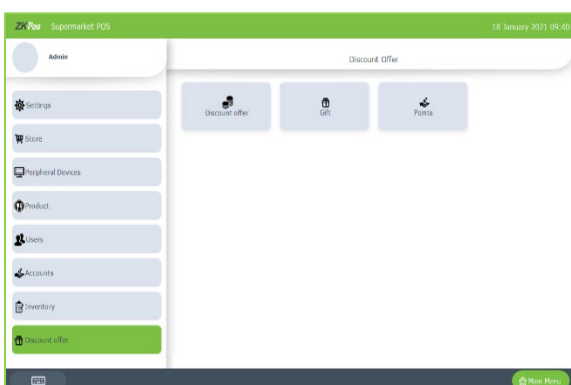 ZKPos Supermarket POS 18 January 2021 09:40
Admin
Discount Offer
Settings
Store
Peripheral Devices
Product
Users
Accounts
Inventory
Discount offer
Discount offer
Gift
Points
Main Menu